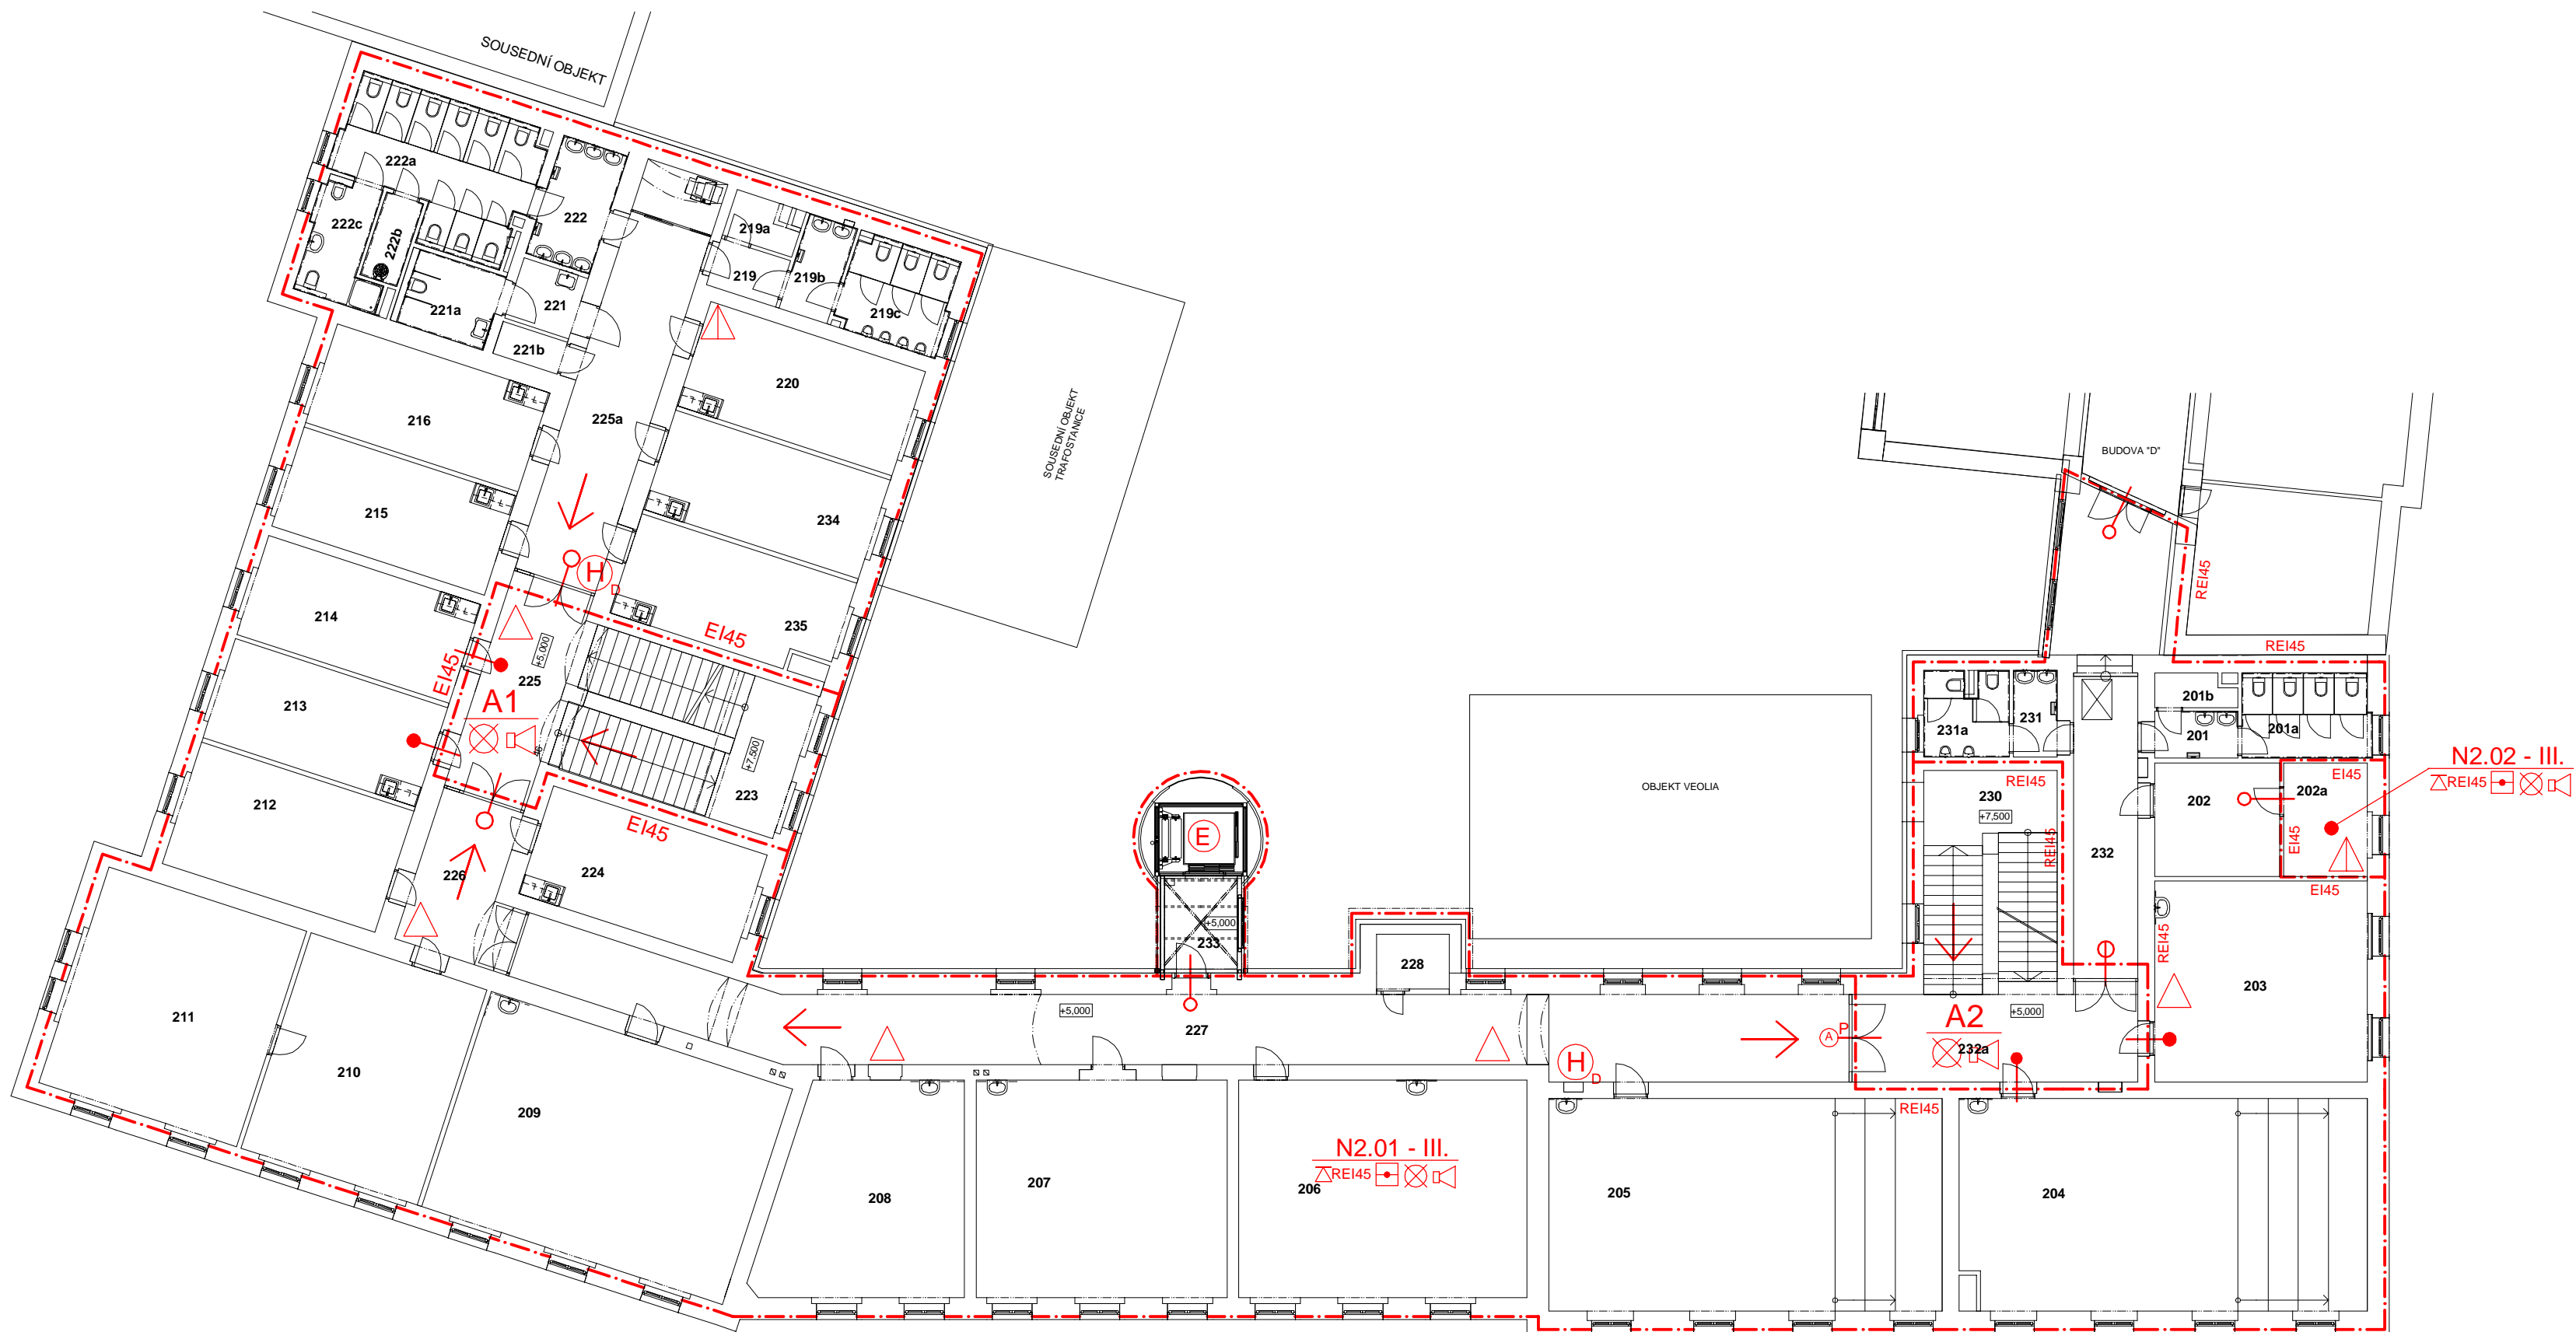 SOUSEDNÍ OBJEKT
222a
222
222c
222b
219a
219
219b
219c
221
221a
221b
220
216
225a
SOUSEDNÍ OBJEKT
TRAFOSTANICE
215
234
BUDOVA "D"
H
D
REI45
214
235
EI45
+5,000
EI45
225
REI45
213
A1
231a
231
201b
201
201a
+7,500
223
N2.02 - III.
REI45
OBJEKT VEOLIA
REI45
EI45
202
202a
230
+7,500
212
EI45
E
REI45
EI45
232
224
226
EI45
+5,000
233
228
REI45
203
211
+5,000
227
A
P
A2
+5,000
232a
H
D
210
209
REI45
N2.01 - III.
REI45
208
207
206
205
204